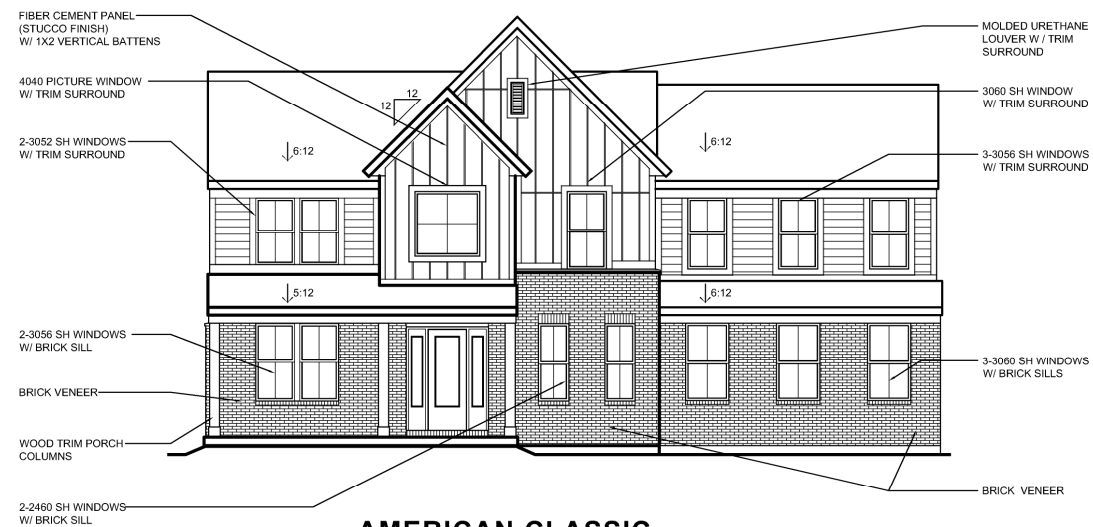 FIBER CEMENT PANEL
(STUCCO FINISH)
W/ 1X2 VERTICAL BATTENS
4040 PICTURE WINDOW
W/ TRIM SURROUND
2-3052 SH WINDOWS
W/ TRIM SURROUND
2-3056 SH WINDOWS
W/ BRICK SILL
BRICK VENEER
WOOD TRIM PORCH
COLUMNS
2-2460 SH WINDOWS
W/ BRICK SILL
12
12
6:12
6:12
5:12
6:12
MOLDED URETHANE
LOUVER W / TRIM
SURROUND
3060 SH WINDOW
W/ TRIM SURROUND
3-3056 SH WINDOWS
W/ TRIM SURROUND
3-3060 SH WINDOWS
W/ BRICK SILLS
BRICK VENEER
AMERICAN CLASSIC